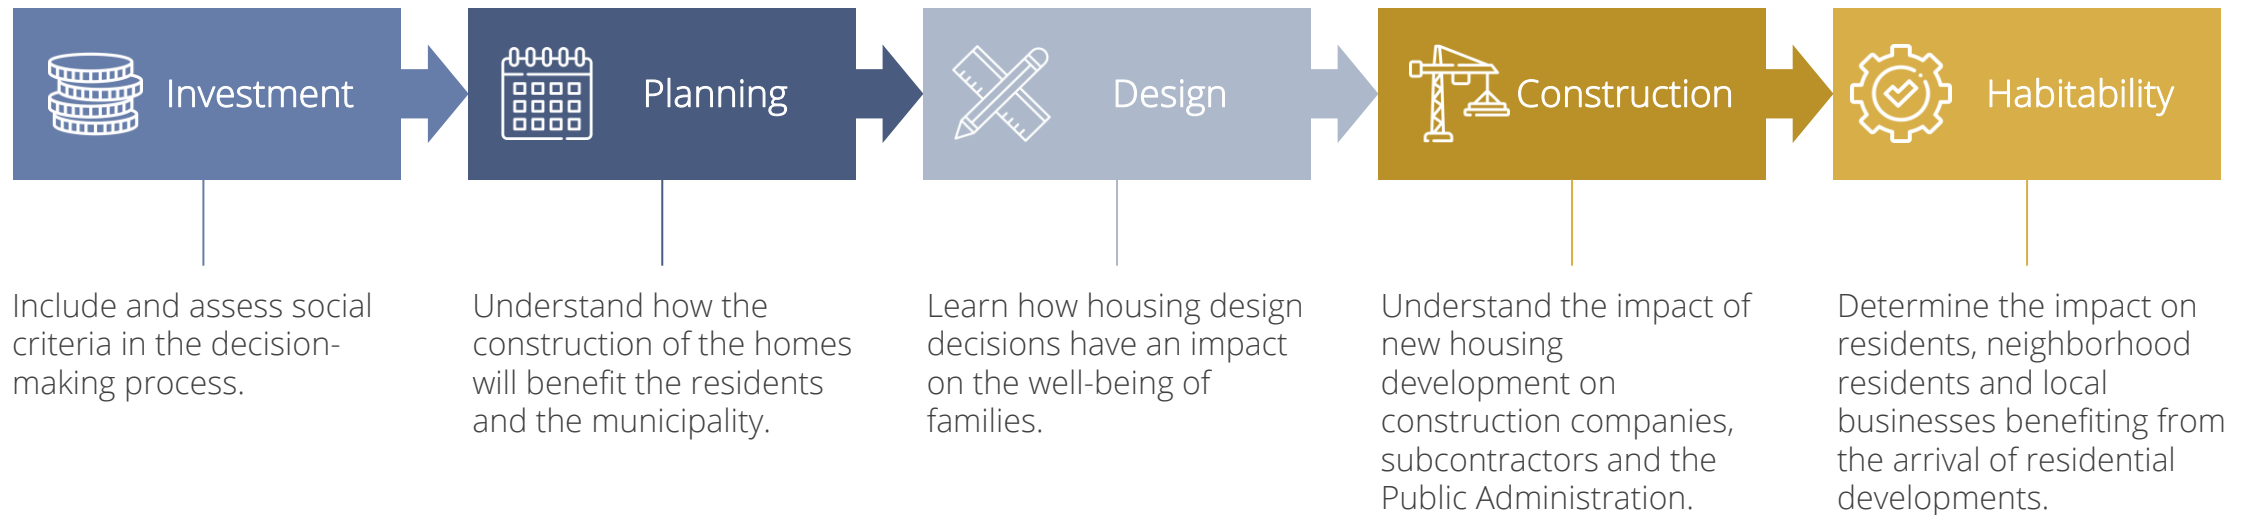 Investment
Planning
Design
Construction
Habitability
Include and assess social
criteria in the decision-
making process.
Understand how the
construction of the homes
will benefit the residents
and the municipality.
Learn how housing design
decisions have an impact
on the well-being of
families.
Understand the impact of
new housing
development on
construction companies,
subcontractors and the
Public Administration.
Determine the impact on
residents, neighborhood
residents and local
businesses benefiting from
the arrival of residential
developments.